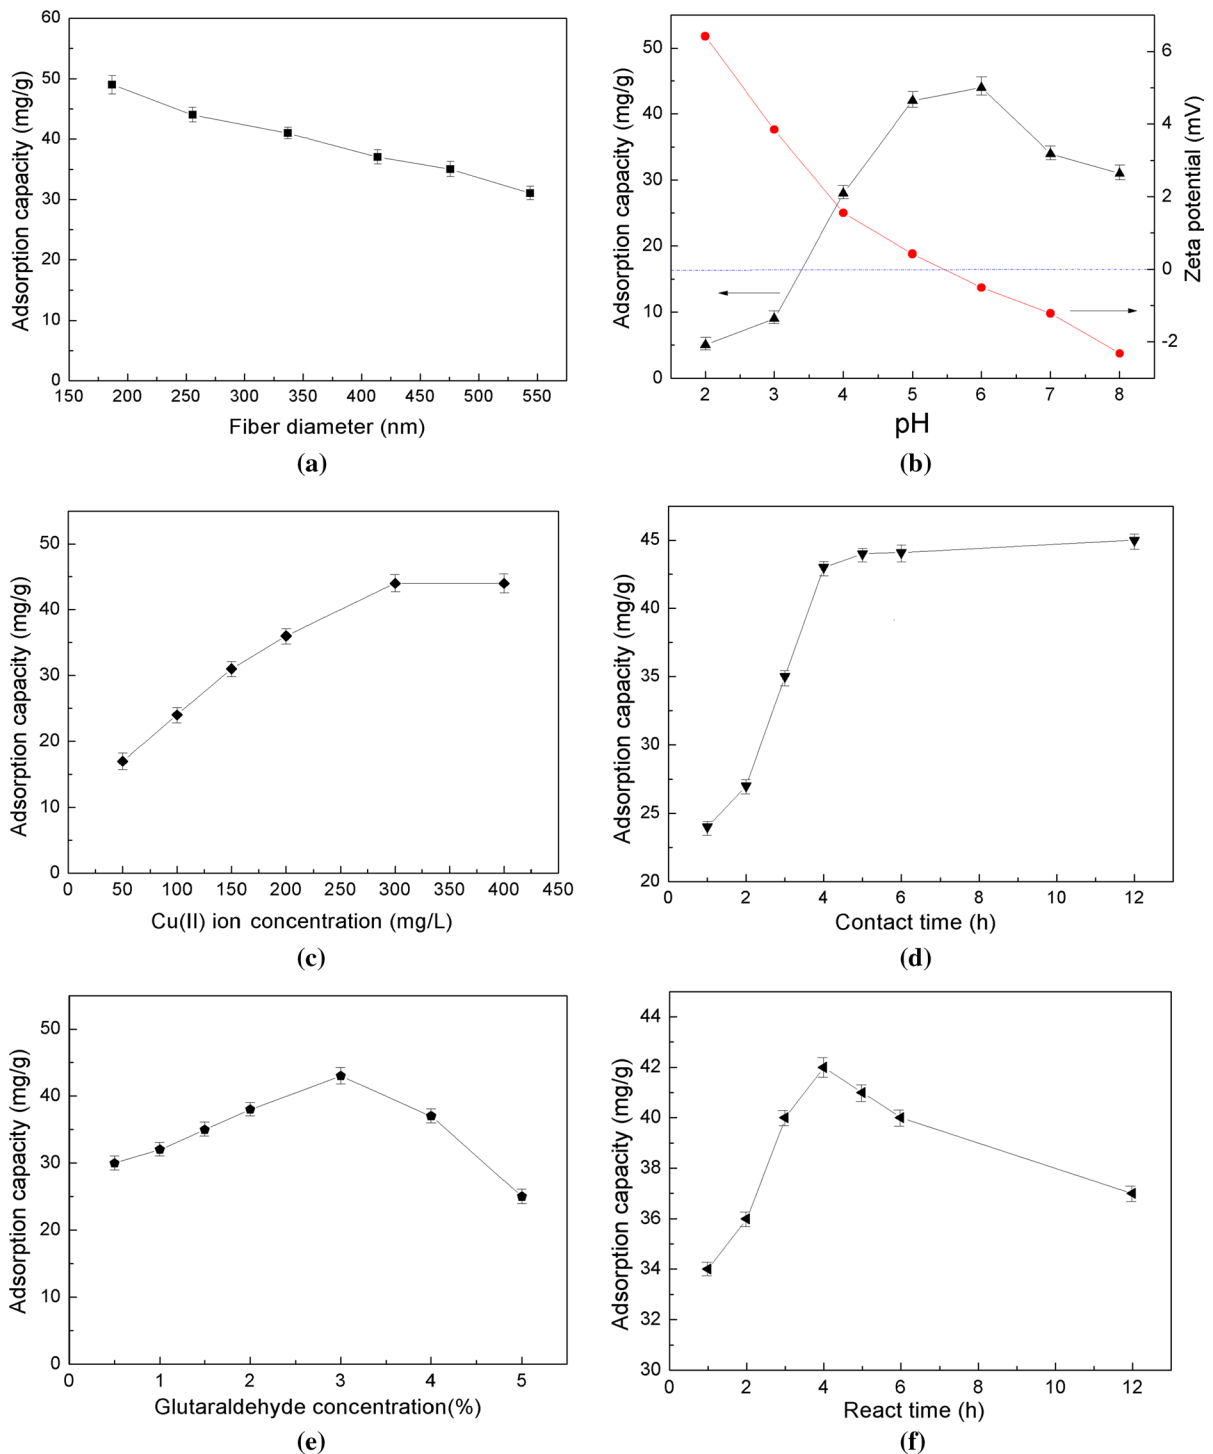 60
50
40
30
20
10
0
150 200 250 300 350 400 450 500 550
Adsorption capacity (mg/g)
Fiber diameter (nm)
(a)
50
40
30
20
10
0
6
4
2
0
-2
2 3 4 5 6 7 8
Adsorption capacity (mg/g)
Zeta potential (mV)
pH
(b)
50
40
30
20
10
0
0 50 100 150 200 250 300 350 400 450
Adsorption capacity (mg/g)
Cu(II) ion concentration (mg/L)
(c)
45
40
35
30
25
20
0 2 4 6 8 10 12
Adsorption capacity (mg/g)
Contact time (h)
(d)
50
40
30
20
10
0
0 1 2 3 4 5
Adsorption capacity (mg/g)
Glutaraldehyde concentration(%)
(e)
44
42
40
38
36
34
32
30
0 2 4 6 8 10 12
Adsorption capacity (mg/g)
React time (h)
(f)